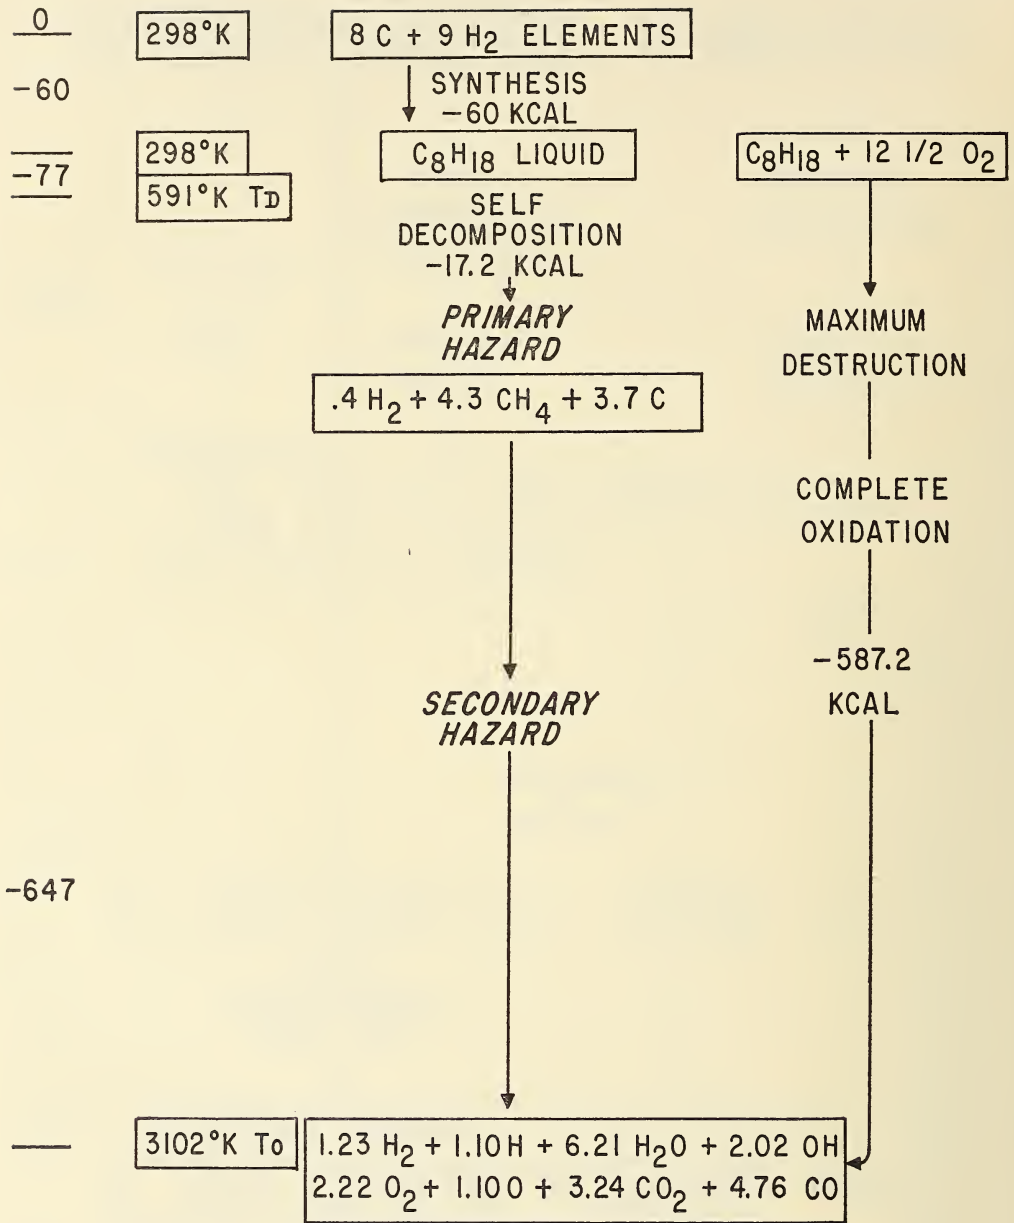 0
298°K
8 C + 9 H₂ ELEMENTS
-60
SYNTHESIS
-60 KCAL
298°K
C₈H₁₈ LIQUID
C₈H₁₈ + 12 1/2 O₂
-77
591°K TD
SELF
DECOMPOSITION
-17.2 KCAL
PRIMARY
HAZARD
MAXIMUM
DESTRUCTION
.4 H₂ + 4.3 CH₄ + 3.7 C
COMPLETE
OXIDATION
-587.2
KCAL
SECONDARY
HAZARD
-647
3102°K To
1.23 H₂ + 1.10 H + 6.21 H₂O + 2.02 OH
2.22 O₂ + 1.10 O + 3.24 CO₂ + 4.76 CO